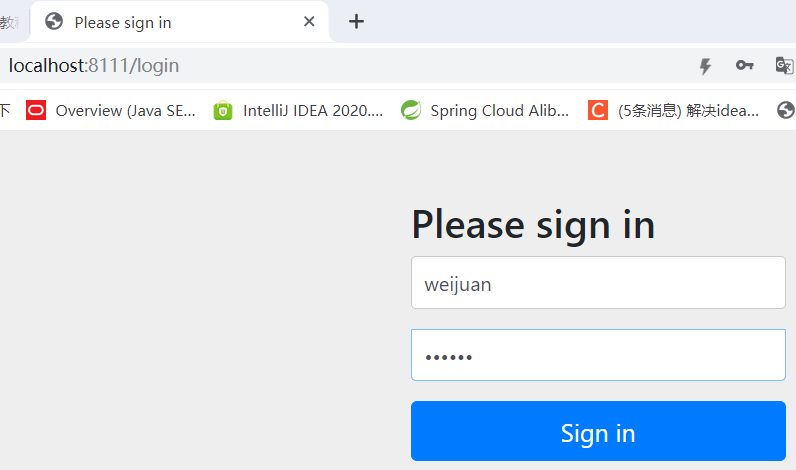 Please sign in
localhost:8111/login
下 Overview (Java SE... IntelliJ IDEA 2020.... Spring Cloud Alib... (5条消息) 解决idea...
Please sign in
weijuan
••••••
Sign in